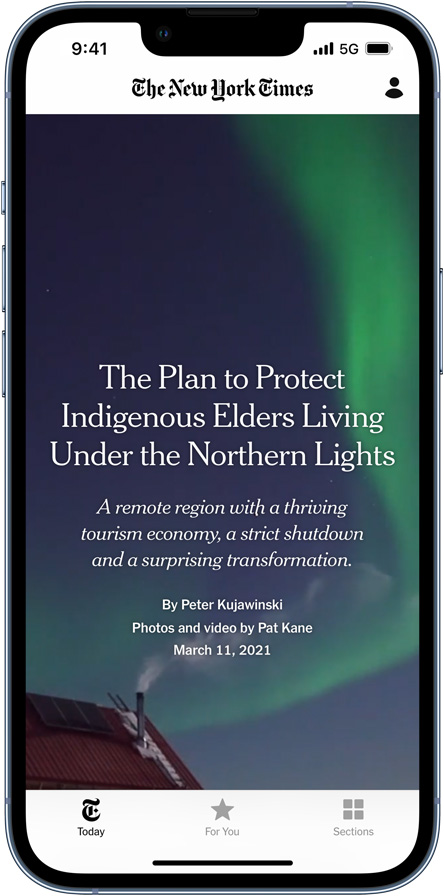 9:41
5G
The New York Times
The Plan to Protect
Indigenous Elders Living
Under the Northern Lights
A remote region with a thriving
tourism economy, a strict shutdown
and a surprising transformation.
By Peter Kujawinski
Photos and video by Pat Kane
March 11, 2021
T
Today
For You
Sections